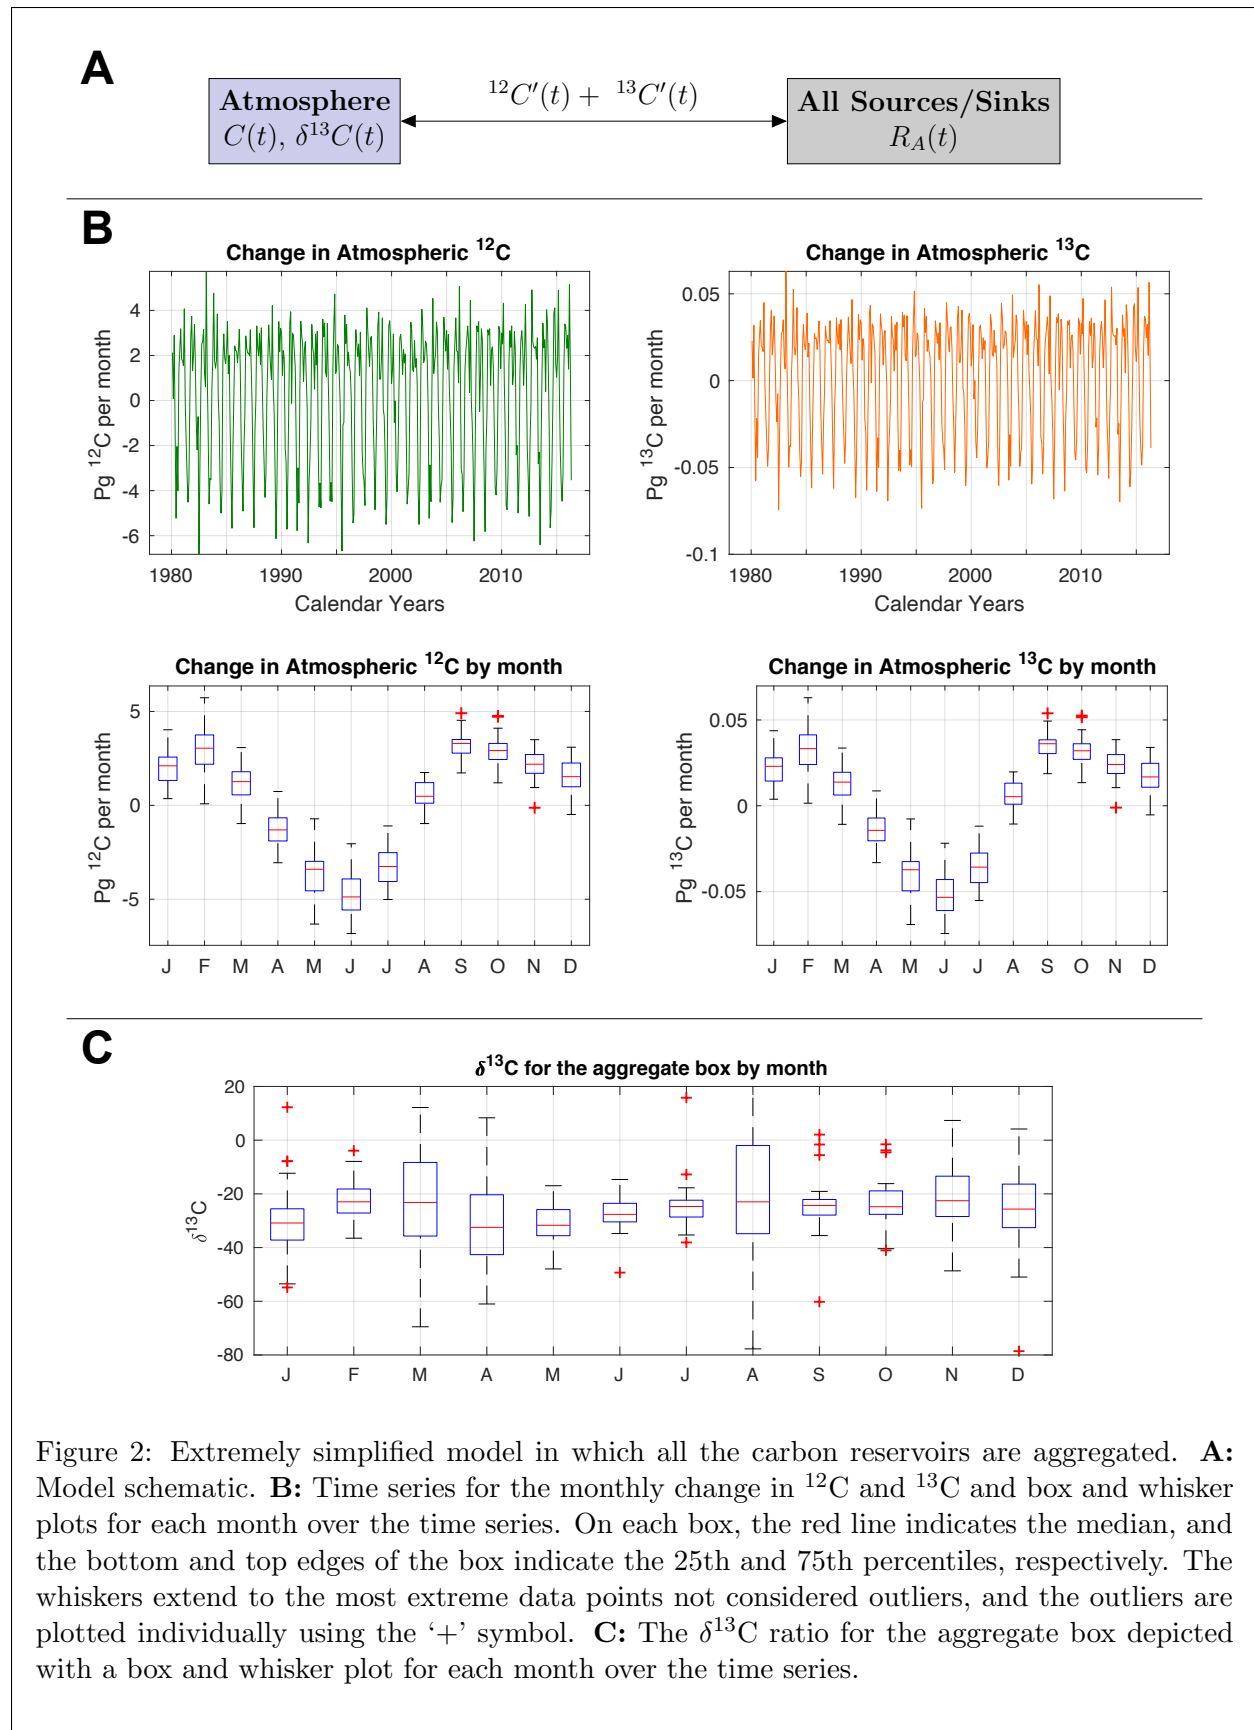 A
Atmosphere
C(t), δ¹³C(t)
¹²C′(t) + ¹³C′(t)
All Sources/Sinks
R_A(t)
B
Change in Atmospheric ¹²C
Pg ¹²C per month
4
2
0
-2
-4
-6
1980 1990 2000 2010
Calendar Years
Change in Atmospheric ¹³C
Pg ¹³C per month
0.05
0
-0.05
-0.1
1980 1990 2000 2010
Calendar Years
Change in Atmospheric ¹²C by month
Pg ¹²C per month
5
0
-5
J F M A M J J A S O N D
Change in Atmospheric ¹³C by month
Pg ¹³C per month
0.05
0
-0.05
J F M A M J J A S O N D
C
δ¹³C for the aggregate box by month
δ¹³C
20
0
-20
-40
-60
-80
J F M A M J J A S O N D
Figure 2: Extremely simplified model in which all the carbon reservoirs are aggregated. A:
Model schematic. B: Time series for the monthly change in ¹²C and ¹³C and box and whisker
plots for each month over the time series. On each box, the red line indicates the median, and
the bottom and top edges of the box indicate the 25th and 75th percentiles, respectively. The
whiskers extend to the most extreme data points not considered outliers, and the outliers are
plotted individually using the ‘+’ symbol. C: The δ¹³C ratio for the aggregate box depicted
with a box and whisker plot for each month over the time series.